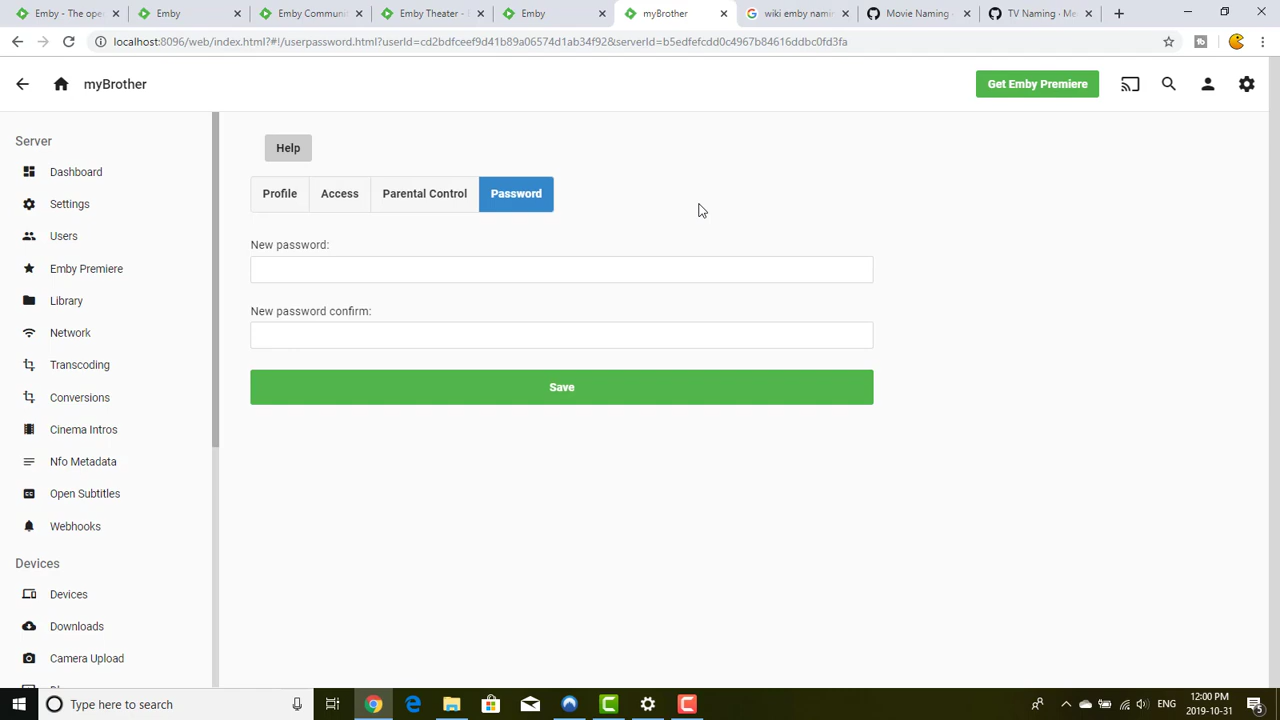 Emby - The ope
Emby
Emby Communi
Emby Theater -
Emby
myBrother
wiki emby namin
Movie Naming -
TV Naming · Me
localhost:8096/web/index.html?#!/userpassword.html?userId=cd2bdfceef9d41b89a06574d1ab34f92&serverId=b5edfefcdd0c4967b84616ddbc0fd3fa
myBrother
Get Emby Premiere
Server
Dashboard
Settings
Users
Emby Premiere
Library
Network
Transcoding
Conversions
Cinema Intros
Nfo Metadata
Open Subtitles
Webhooks
Devices
Devices
Downloads
Camera Upload
Help
Profile
Access
Parental Control
Password
New password:
New password confirm:
Save
Type here to search
ENG
12:00 PM
2019-10-31
5